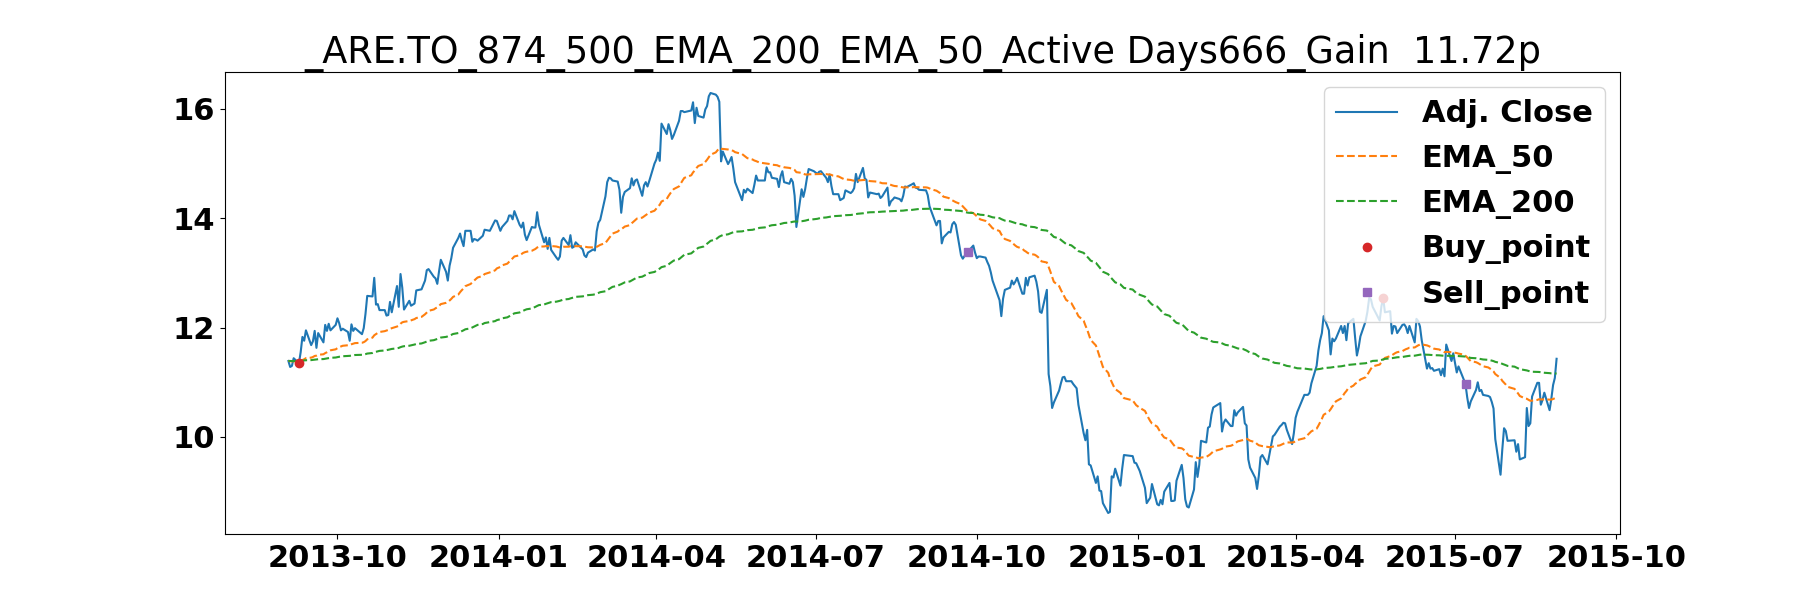 _ARE.TO_874_500_EMA_200_EMA_50_Active Days666_Gain  11.72p
16
14
12
10
Adj. Close
EMA_50
EMA_200
Buy_point
Sell_point
2013-10 2014-01 2014-04 2014-07 2014-10 2015-01 2015-04 2015-07 2015-10